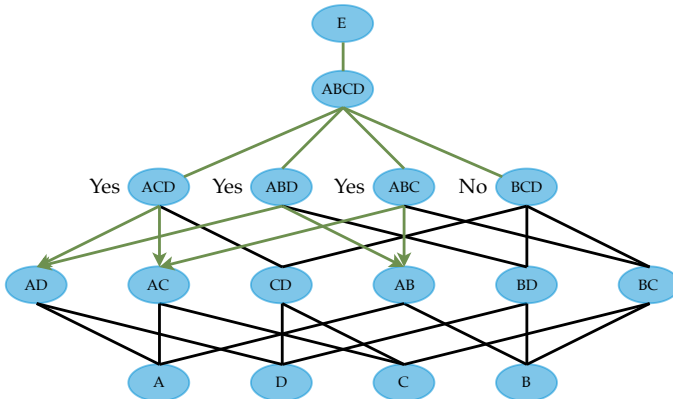 E
ABCD
Yes ACD Yes ABD Yes ABC No BCD
AD AC CD AB BD BC
A D C B